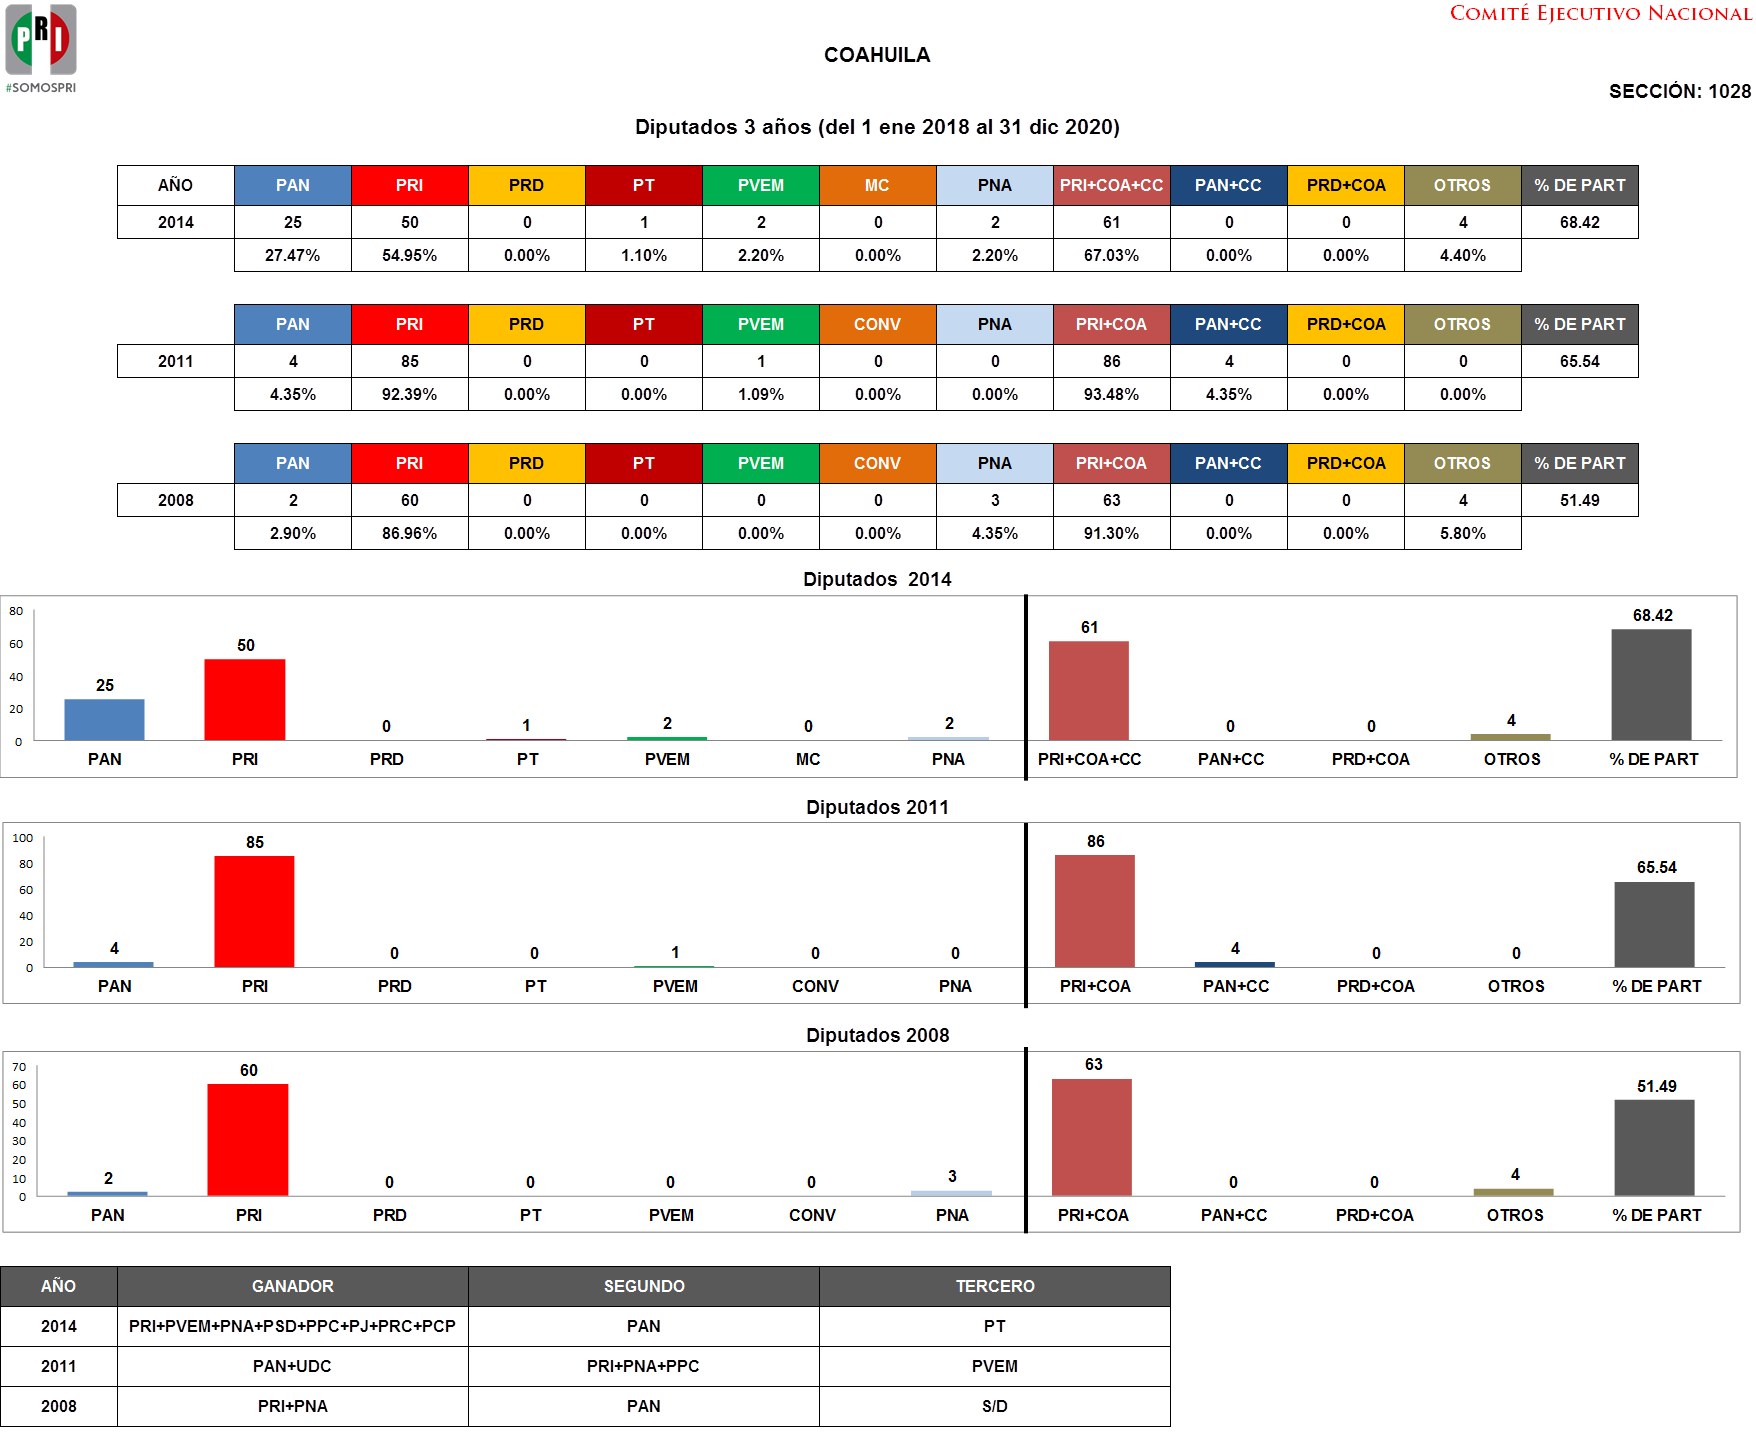 PRI
#SOMOSPRI
COMITÉ EJECUTIVO NACIONAL
COAHUILA
SECCIÓN: 1028
Diputados 3 años (del 1 ene 2018 al 31 dic 2020)
AÑO PAN PRI PRD PT PVEM MC PNA PRI+COA+CC PAN+CC PRD+COA OTROS % DE PART
2014 25 50 0 1 2 0 2 61 0 0 4 68.42
27.47% 54.95% 0.00% 1.10% 2.20% 0.00% 2.20% 67.03% 0.00% 0.00% 4.40%
PAN PRI PRD PT PVEM CONV PNA PRI+COA PAN+CC PRD+COA OTROS % DE PART
2011 4 85 0 0 1 0 0 86 4 0 0 65.54
4.35% 92.39% 0.00% 0.00% 1.09% 0.00% 0.00% 93.48% 4.35% 0.00% 0.00%
PAN PRI PRD PT PVEM CONV PNA PRI+COA PAN+CC PRD+COA OTROS % DE PART
2008 2 60 0 0 0 0 3 63 0 0 4 51.49
2.90% 86.96% 0.00% 0.00% 0.00% 0.00% 4.35% 91.30% 0.00% 0.00% 5.80%
Diputados 2014
80
60
40
20
0
25 50 0 1 2 0 2 61 0 0 4 68.42
PAN PRI PRD PT PVEM MC PNA PRI+COA+CC PAN+CC PRD+COA OTROS % DE PART
Diputados 2011
100
80
60
40
20
0
4 85 0 0 1 0 0 86 4 0 0 65.54
PAN PRI PRD PT PVEM CONV PNA PRI+COA PAN+CC PRD+COA OTROS % DE PART
Diputados 2008
70
60
50
40
30
20
10
0
2 60 0 0 0 0 3 63 0 0 4 51.49
PAN PRI PRD PT PVEM CONV PNA PRI+COA PAN+CC PRD+COA OTROS % DE PART
AÑO GANADOR SEGUNDO TERCERO
2014 PRI+PVEM+PNA+PSD+PPC+PJ+PRC+PCP PAN PT
2011 PAN+UDC PRI+PNA+PPC PVEM
2008 PRI+PNA PAN S/D